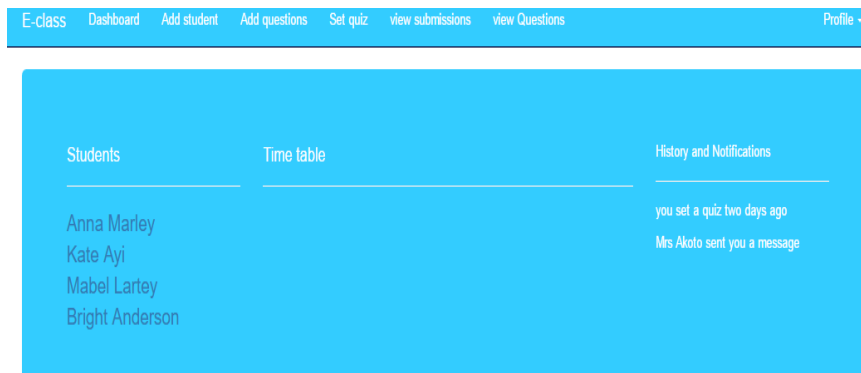 E-class Dashboard Add student Add questions Set quiz view submissions view Questions Profile
Students
Anna Marley
Kate Ayi
Mabel Lartey
Bright Anderson
Time table
History and Notifications
you set a quiz two days ago
Mrs Akoto sent you a message